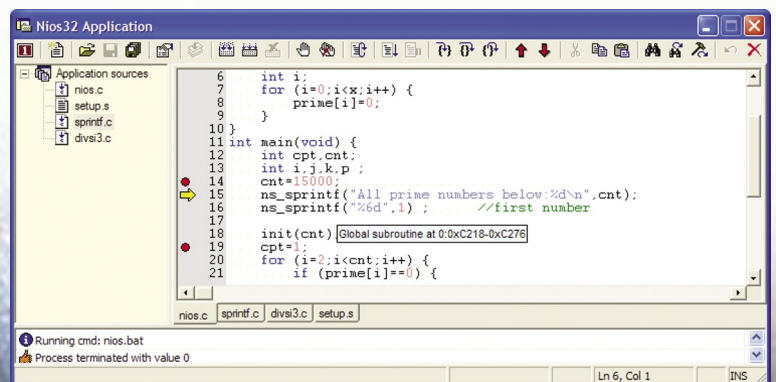 Nios32 Application
Application sources
nios.c
setup.s
sprintf.c
divsi3.c
6 int i;
7 for (i=0;i<x;i++) {
8 prime[i]=0;
9 }
10 }
11 int main(void) {
12 int cpt,cnt;
13 int i,j,k,p ;
14 cnt=15000;
15 ns_sprintf("All prime numbers below:%d\n",cnt);
16 ns_sprintf("%6d",1) ; //first number
17
18 init(cnt) Global subroutine at 0:0xC218-0xC276
19 cpt=1;
20 for (i=2;i<cnt;i++) {
21 if (prime[i]==0) {
nios.c sprintf.c divsi3.c setup.s
Running cmd: nios.bat
Process terminated with value 0
Ln 6, Col 1 INS